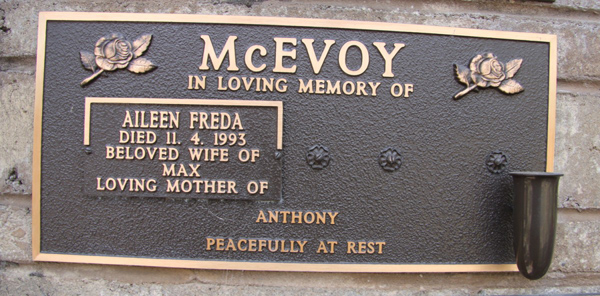 McEVOY
IN LOVING MEMORY OF
AILEEN FREDA
DIED 11. 4. 1993
BELOVED WIFE OF
MAX
LOVING MOTHER OF
ANTHONY
PEACEFULLY AT REST